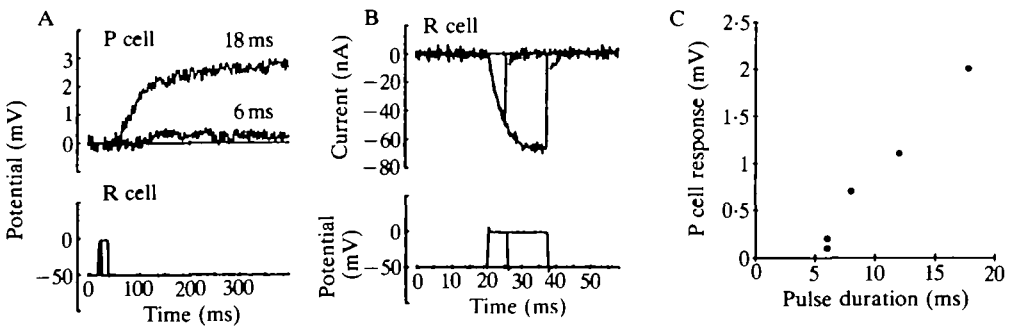 A
P cell
18 ms
6 ms
3
2
1
0
R cell
0
−50
Potential (mV)
0 100 200 300
Time (ms)
B
R cell
0
−20
−40
−60
−80
Current (nA)
0
−50
Potential
(mV)
0 10 20 30 40 50
Time (ms)
C
2·5
2
1·5
1
0·5
0
P cell response (mV)
0 5 10 15 20
Pulse duration (ms)